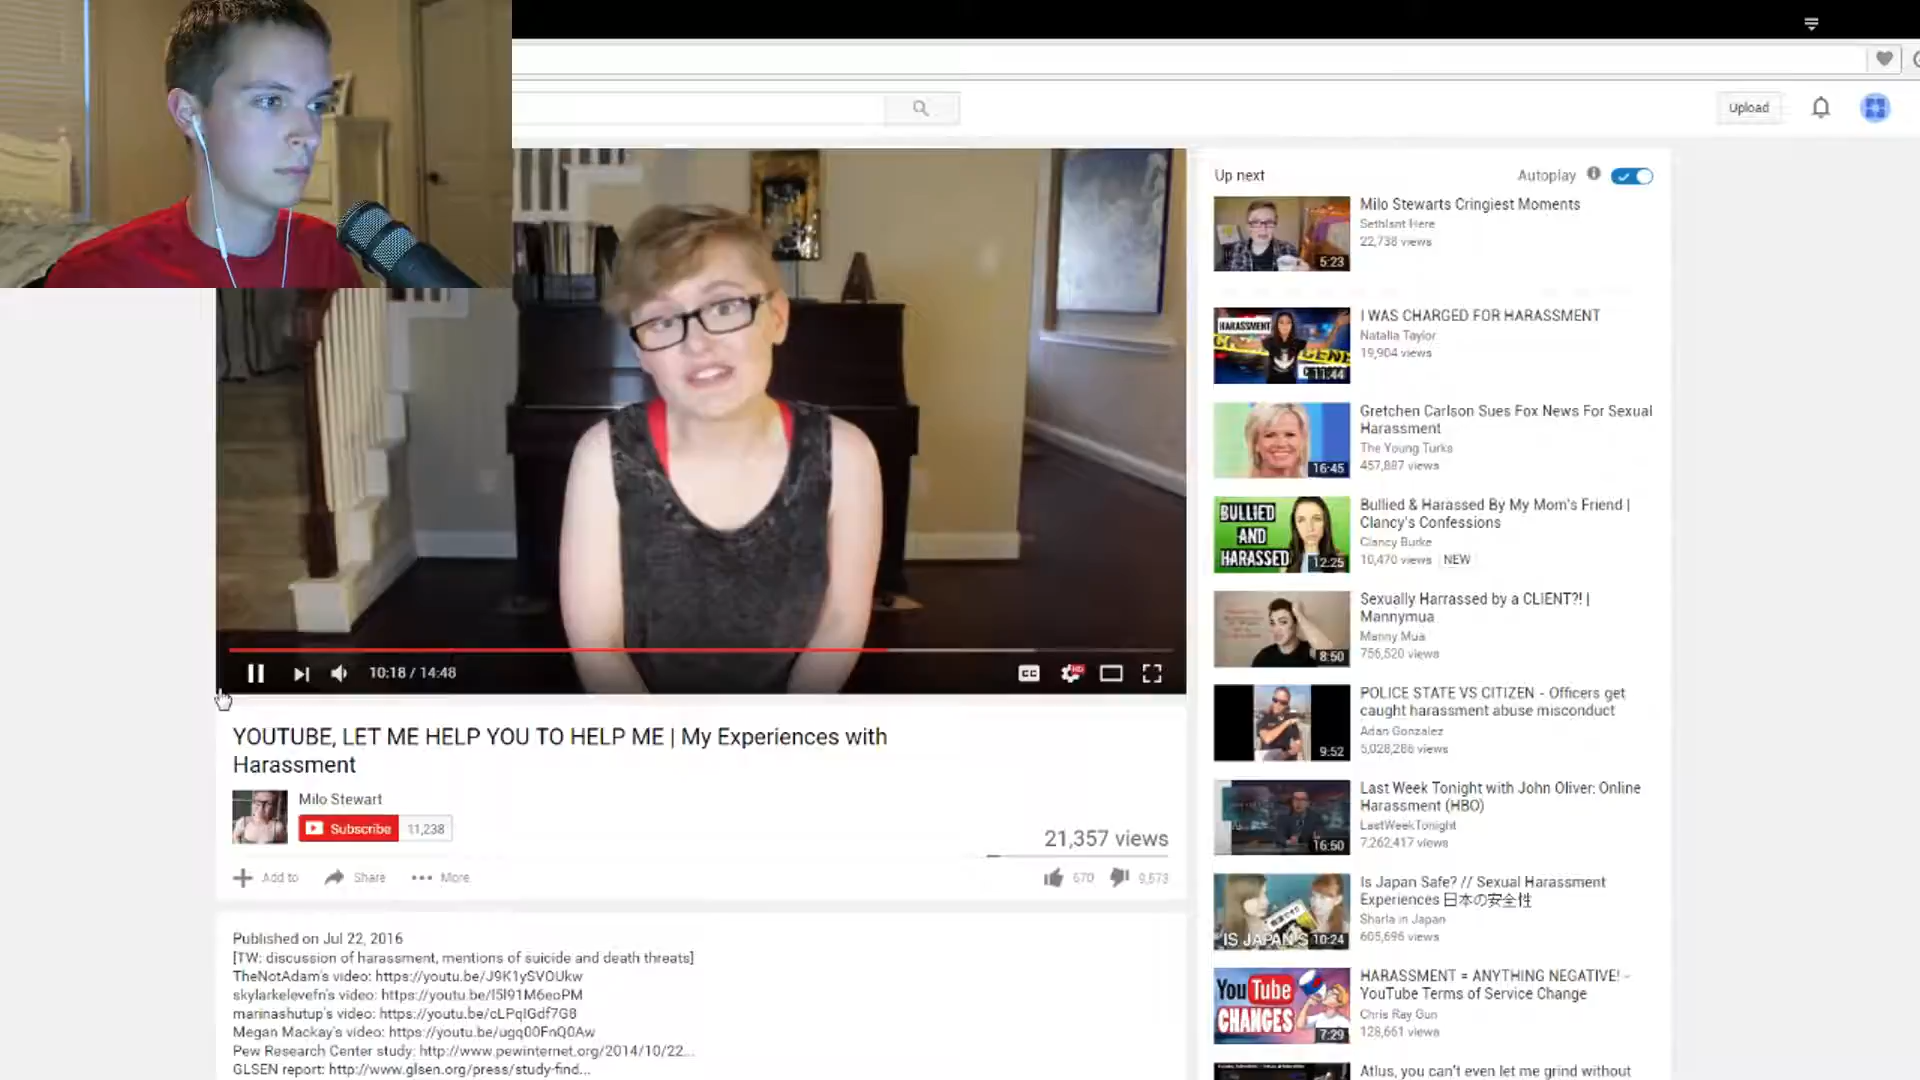 Upload
Up next
Autoplay
Milo Stewarts Cringiest Moments
SethIsnt Here
22,738 views
5:23
I WAS CHARGED FOR HARASSMENT
Natalia Taylor
19,904 views
HARASSMENT
11:44
Gretchen Carlson Sues Fox News For Sexual
Harassment
The Young Turks
457,887 views
16:45
Bullied & Harassed By My Mom's Friend |
Clancy's Confessions
Clancy Burke
10,470 views NEW
BULLIED
AND
HARASSED
12:25
Sexually Harrassed by a CLIENT?! |
Mannymua
Manny Mua
756,520 views
8:50
POLICE STATE VS CITIZEN - Officers get
caught harassment abuse misconduct
Adan Gonzalez
5,028,286 views
9:52
Last Week Tonight with John Oliver: Online
Harassment (HBO)
LastWeekTonight
7,262,417 views
16:50
Is Japan Safe? // Sexual Harassment
Experiences 日本の安全性
Sharla in Japan
605,696 views
IS JAPAN'S
10:24
HARASSMENT = ANYTHING NEGATIVE! -
YouTube Terms of Service Change
Chris Ray Gun
128,661 views
You Tube
CHANGES
7:29
Atlus, you can't even let me grind without
10:18 / 14:48
CC
HD
YOUTUBE, LET ME HELP YOU TO HELP ME | My Experiences with
Harassment
Milo Stewart
Subscribe 11,238
21,357 views
Add to Share More
670 9,573
Published on Jul 22, 2016
[TW: discussion of harassment, mentions of suicide and death threats]
TheNotAdam's video: https://youtu.be/J9K1ySVOUkw
skylarkeleven's video: https://youtu.be/I5I91M6eoPM
marinashutup's video: https://youtu.be/cLPqIGdf7G8
Megan Mackay's video: https://youtu.be/ugq00FnQ0Aw
Pew Research Center study: http://www.pewinternet.org/2014/10/22...
GLSEN report: http://www.glsen.org/press/study-find...